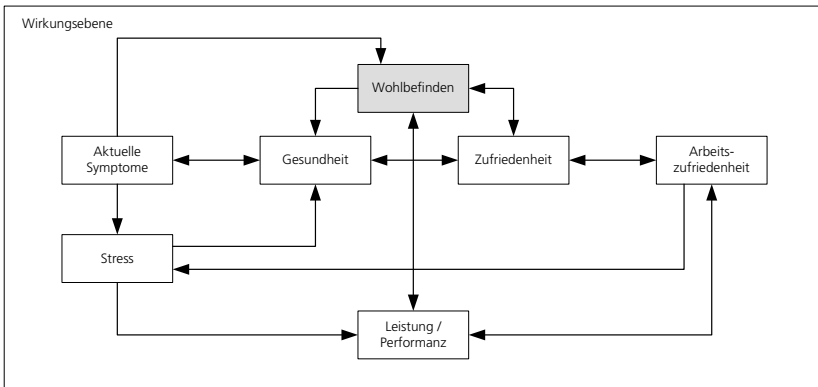 Wirkungsebene
Wohlbefinden
Aktuelle
Symptome
Gesundheit
Zufriedenheit
Arbeits-
zufriedenheit
Stress
Leistung /
Performanz